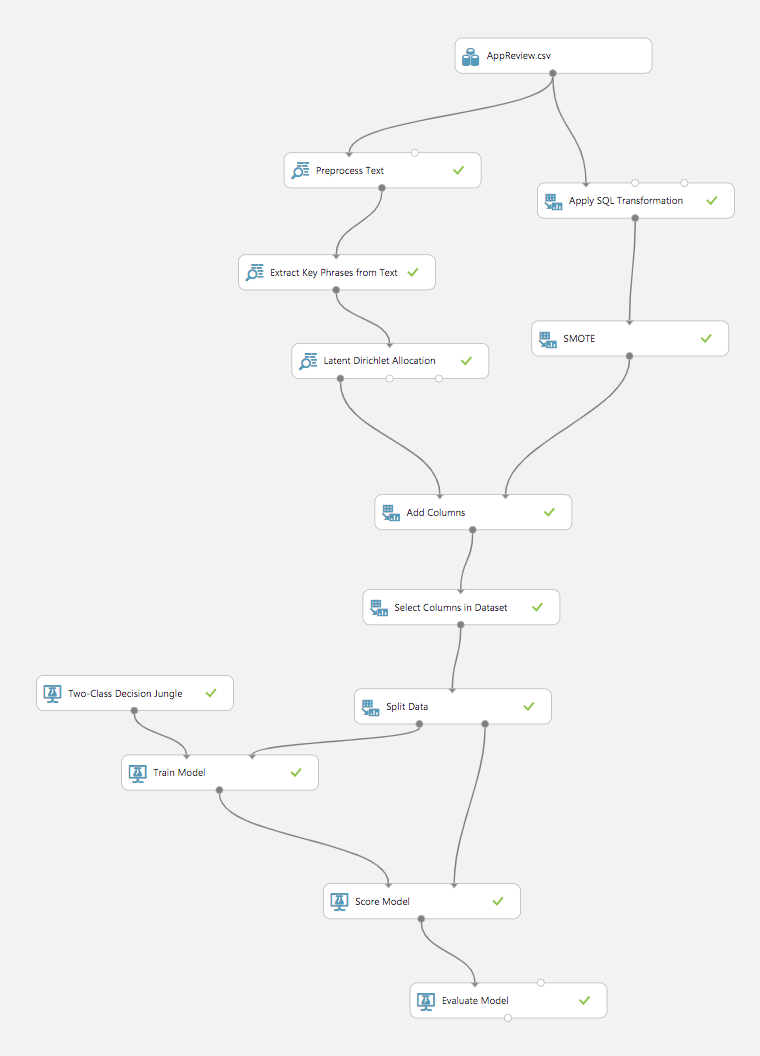 AppReview.csv
Preprocess Text
Apply SQL Transformation
Extract Key Phrases from Text
SMOTE
Latent Dirichlet Allocation
Add Columns
Select Columns in Dataset
Two-Class Decision Jungle
Split Data
Train Model
Score Model
Evaluate Model